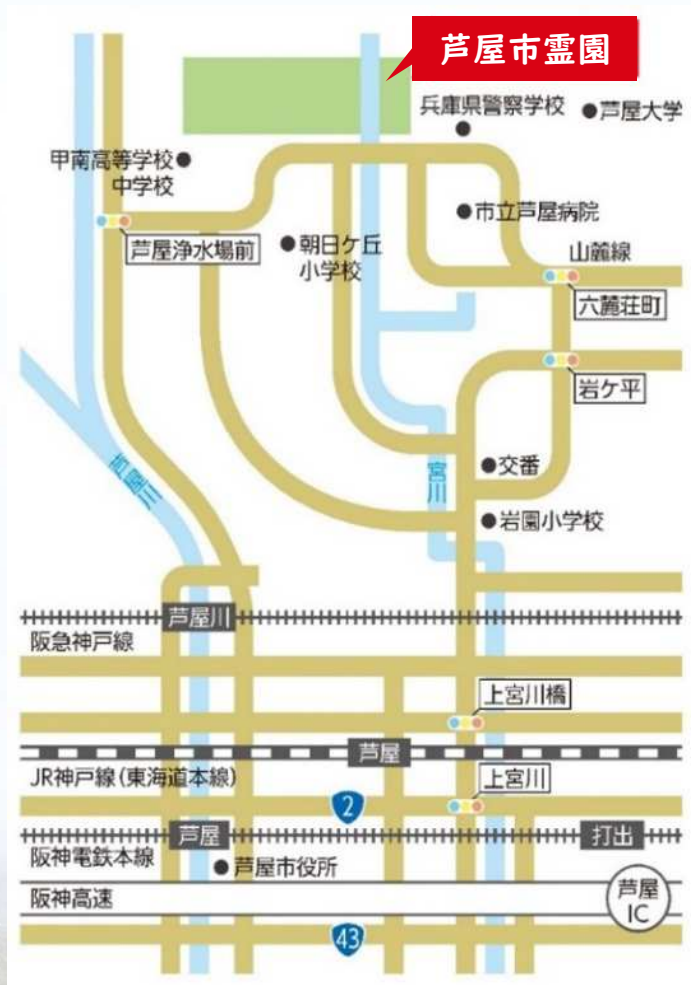 芦屋市霊園
兵庫県警察学校
芦屋大学
甲南高等学校
中学校
市立芦屋病院
芦屋浄水場前
朝日ケ丘
小学校
山麓線
六麓荘町
岩ケ平
芦屋川
宮川
交番
岩園小学校
芦屋川
阪急神戸線
上宮川橋
芦屋
JR神戸線(東海道本線)
上宮川
2
芦屋
打出
阪神電鉄本線
芦屋市役所
阪神高速
芦屋
IC
43